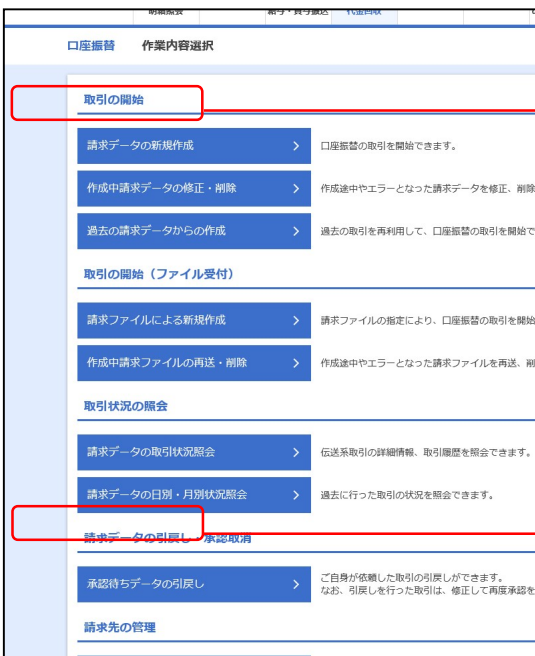 明細照会 給与・賞与振込 代金回収
口座振替 作業内容選択
取引の開始
請求データの新規作成 口座振替の取引を開始できます。
作成中請求データの修正・削除 作成途中やエラーとなった請求データを修正、削除
過去の請求データからの作成 過去の取引を再利用して、口座振替の取引を開始で
取引の開始(ファイル受付)
請求ファイルによる新規作成 請求ファイルの指定により、口座振替の取引を開始
作成中請求ファイルの再送・削除 作成途中やエラーとなった請求ファイルを再送、削
取引状況の照会
請求データの取引状況照会 伝送系取引の詳細情報、取引履歴を照会できます。
請求データの日別・月別状況照会 過去に行った取引の状況を照会できます。
請求データの引戻し・承認取消
承認待ちデータの引戻し ご自身が依頼した取引の引戻しができます。
なお、引戻しを行った取引は、修正して再度承認を
請求先の管理